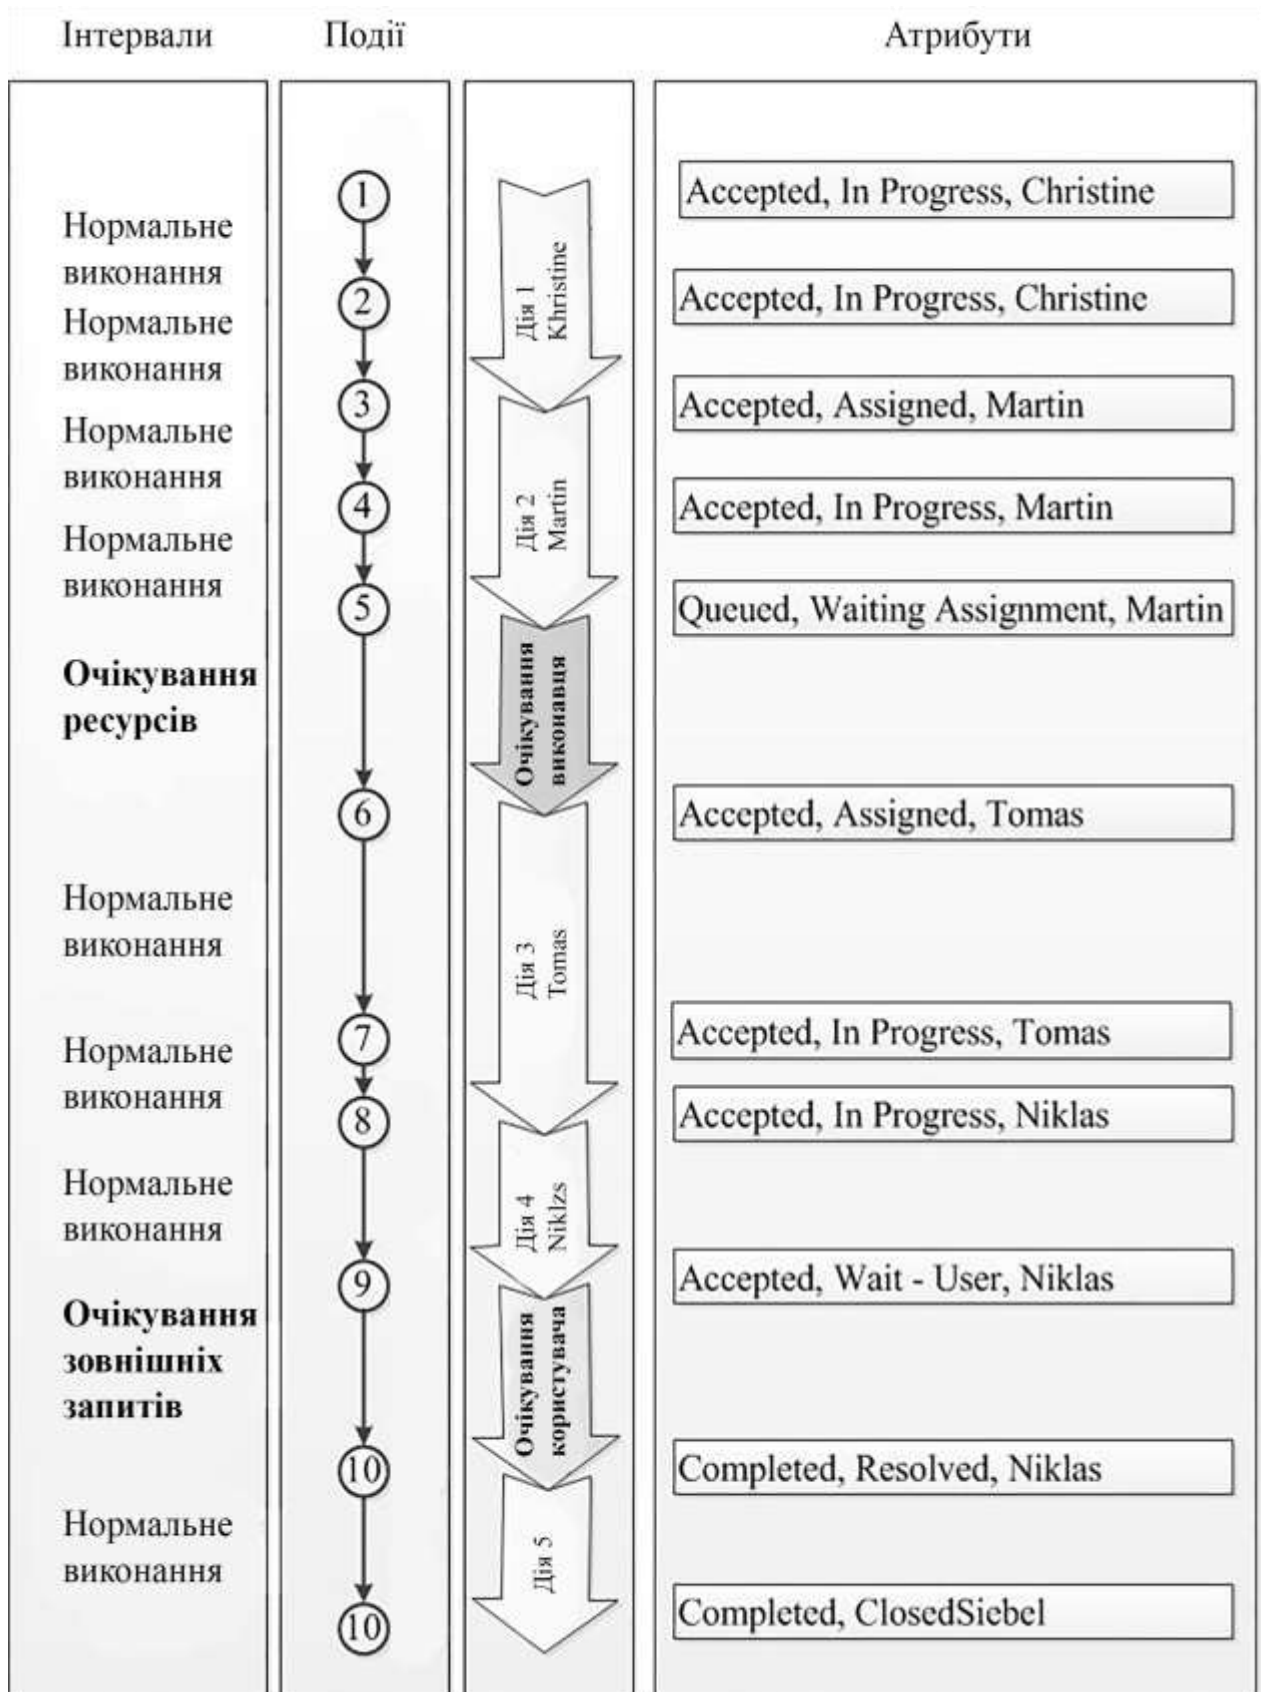 Інтервали
Події
Атрибути
Нормальне
виконання
Нормальне
виконання
Нормальне
виконання
Нормальне
виконання
Очікування
ресурсів
Нормальне
виконання
Нормальне
виконання
Нормальне
виконання
Очікування
зовнішніх
запитів
Нормальне
виконання
1
2
3
4
5
6
7
8
9
10
10
Дія 1
Khristine
Дія 2
Martin
Очікування
виконавця
Дія 3
Tomas
Дія 4
Niklzs
Очікування
користувача
Дія 5
Accepted, In Progress, Christine
Accepted, In Progress, Christine
Accepted, Assigned, Martin
Accepted, In Progress, Martin
Queued, Waiting Assignment, Martin
Accepted, Assigned, Tomas
Accepted, In Progress, Tomas
Accepted, In Progress, Niklas
Accepted, Wait - User, Niklas
Completed, Resolved, Niklas
Completed, ClosedSiebel